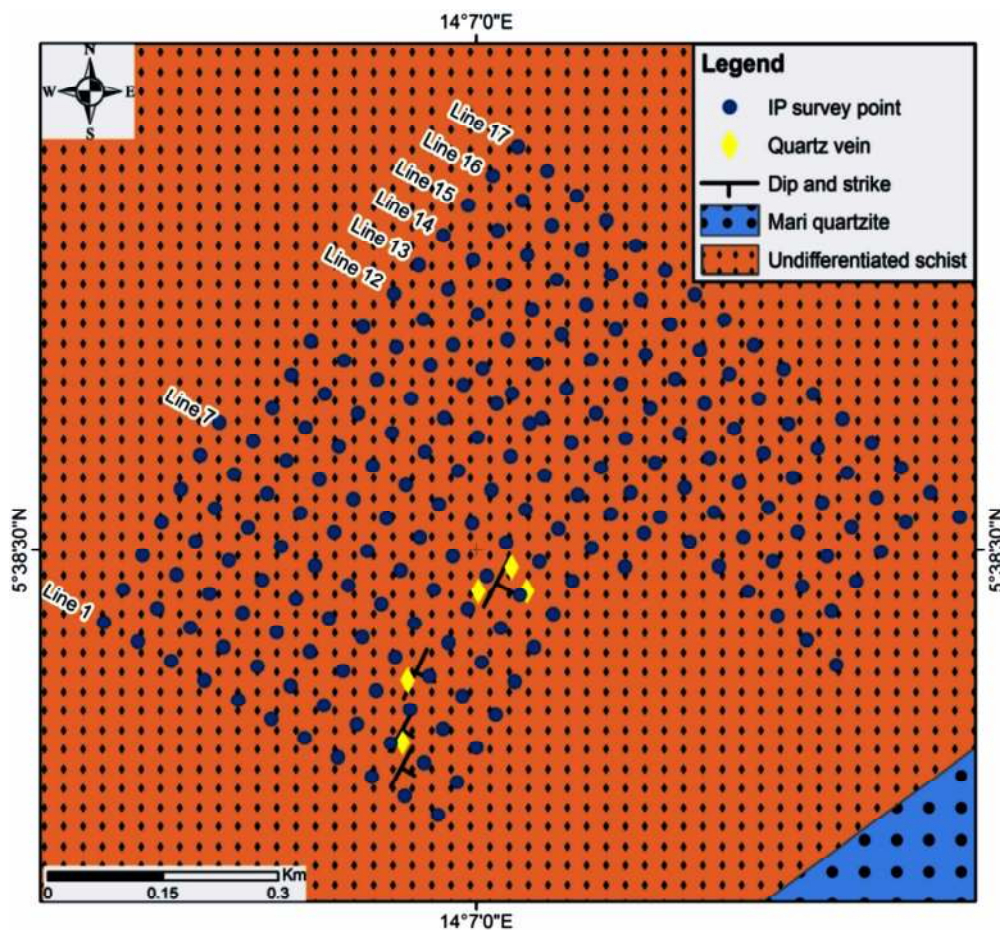 14°7'0"E
N
W E
S
Legend
IP survey point
Quartz vein
Dip and strike
Mari quartzite
Undifferentiated schist
Line 17
Line 16
Line 15
Line 14
Line 13
Line 12
Line 7
Line 1
5°38'30"N
5°38'30"N
Km
0 0.15 0.3
14°7'0"E